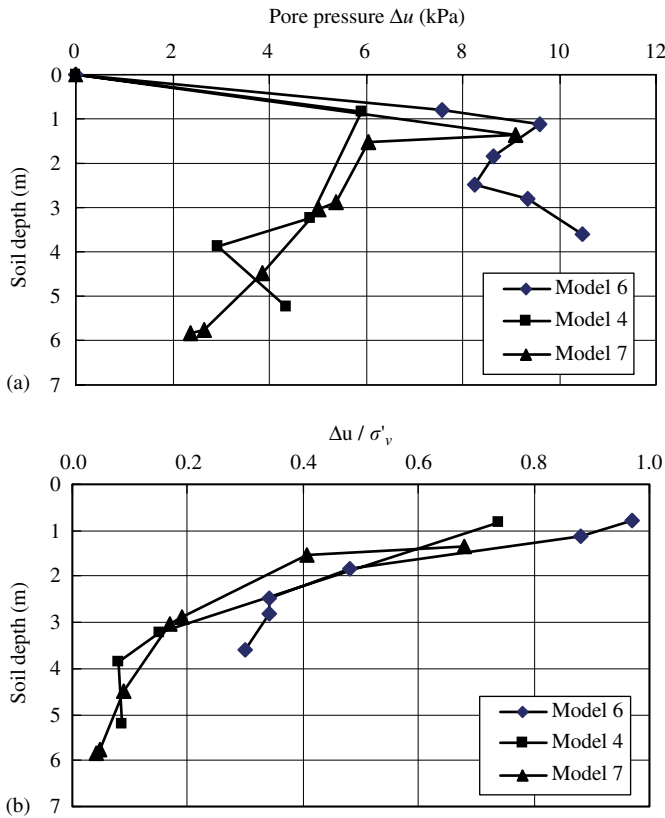 Pore pressure Δu (kPa)
0 2 4 6 8 10 12
0
1
2
3
4
5
6
7
Soil depth (m)
Model 6
Model 4
Model 7
(a)
Δu / σ'v
0.0 0.2 0.4 0.6 0.8 1.0
0
1
2
3
4
5
6
7
Soil depth (m)
Model 6
Model 4
Model 7
(b)